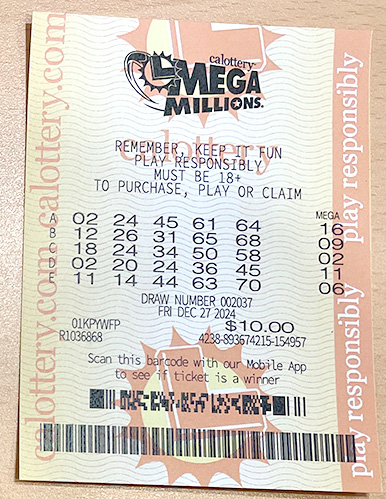 calottery
MEGA
MILLIONS.
REMEMBER, KEEP IT FUN
PLAY RESPONSIBLY
MUST BE 18+
TO PURCHASE, PLAY OR CLAIM
MEGA
A 02 24 45 61 64 16
B 12 26 31 65 68 09
C 18 24 34 50 58 02
D 02 20 24 36 45 11
E 11 14 44 63 70 06
DRAW NUMBER 002037
FRI DEC 27 2024
01KPYWFP $10.00
R1036868 4238-893674215-154957
Scan this barcode with our Mobile App
to see if ticket is a winner
calottery.com calottery.com
play responsibly play responsibly
calottery